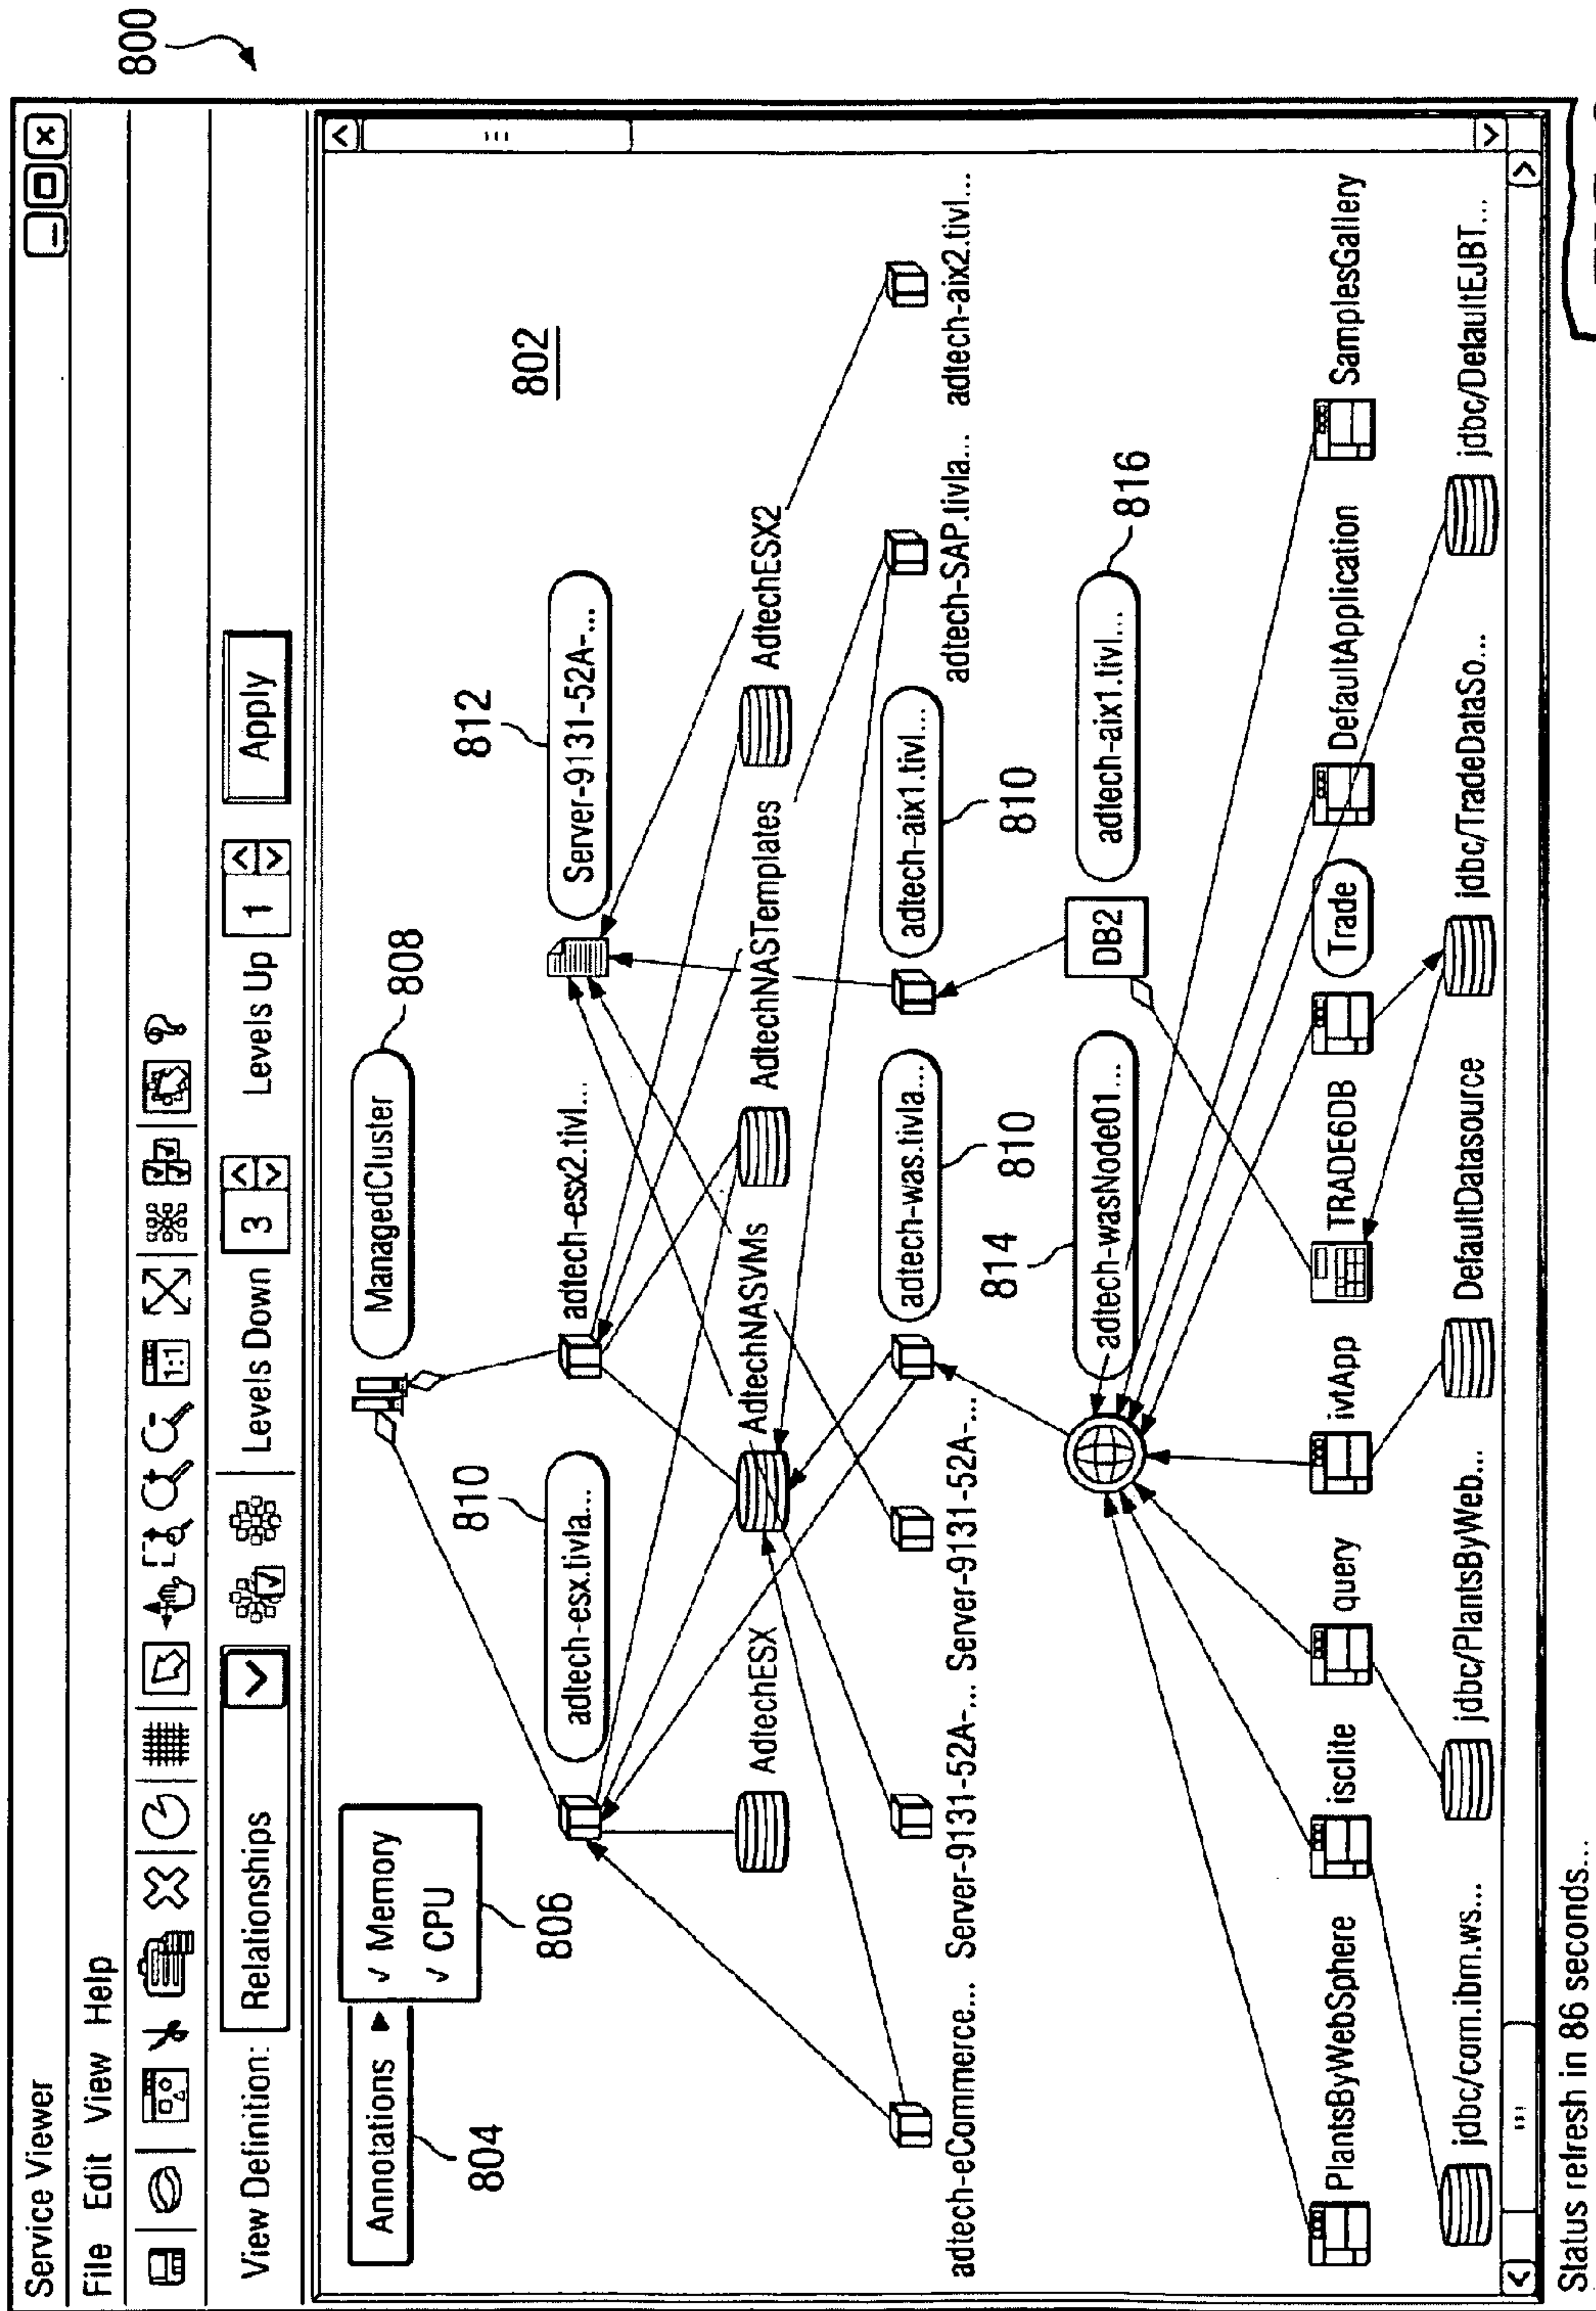 800
Service Viewer
File Edit View Help
1:1
?
View Definition: Relationships Levels Down 3 Levels Up 1 Apply
Annotations
Memory
CPU
804
806
ManagedCluster
808
802
810
adtech-esx.tivla...
adtech-esx2.tivl...
812
Server-9131-52A-...
AdtechESX
AdtechNASVMs
AdtechNASTemplates
AdtechESX2
adtech-was.tivla...
810
adtech-aix1.tivl...
810
adtech-eCommerce... Server-9131-52A-... Server-9131-52A-...
adtech-SAP.tivla... adtech-aix2.tivl...
814
adtech-wasNode01...
DB2
adtech-aix1.tivl...
816
PlantsByWebSphere
isclite
query
ivtApp
TRADE6DB
Trade
DefaultApplication
SamplesGallery
jdbc/com.ibm.ws...
jdbc/PlantsByWeb...
DefaultDatasource
jdbc/TradeDataSo...
jdbc/DefaultEJBT...
Status refresh in 86 seconds...